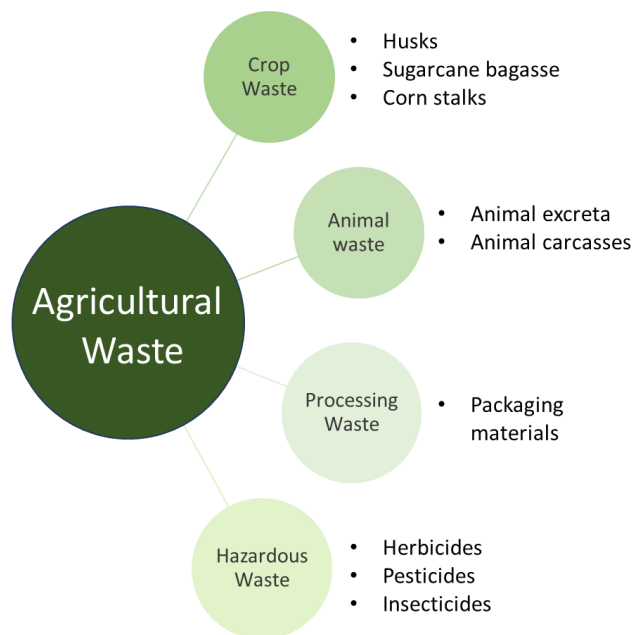 Crop
Waste
• Husks
• Sugarcane bagasse
• Corn stalks
Animal
waste
• Animal excreta
• Animal carcasses
Agricultural
Waste
Processing
Waste
• Packaging
materials
Hazardous
Waste
• Herbicides
• Pesticides
• Insecticides